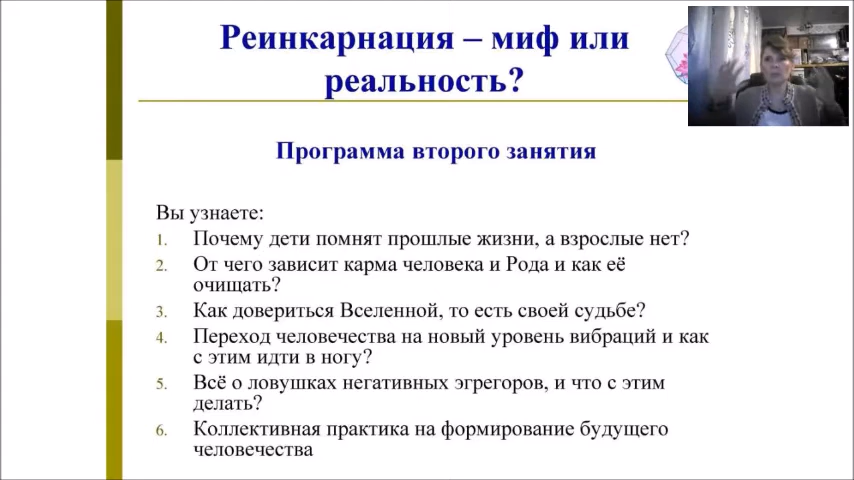 Реинкарнация – миф или
реальность?
Программа второго занятия
Вы узнаете:
1. Почему дети помнят прошлые жизни, а взрослые нет?
2. От чего зависит карма человека и Рода и как её
очищать?
3. Как довериться Вселенной, то есть своей судьбе?
4. Переход человечества на новый уровень вибраций и как
с этим идти в ногу?
5. Всё о ловушках негативных эгрегоров, и что с этим
делать?
6. Коллективная практика на формирование будущего
человечества